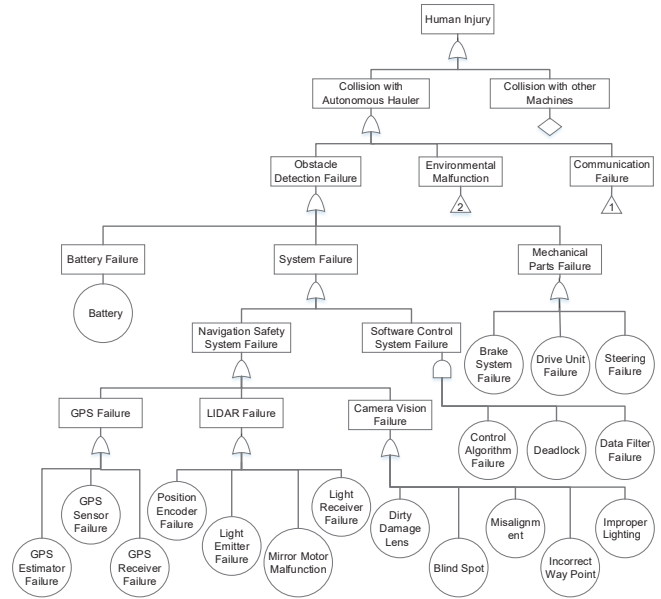 Human Injury
Collision with
Autonomous Hauler
Collision with other
Machines
Obstacle
Detection Failure
Environmental
Malfunction
Communication
Failure
2
1
Battery Failure
System Failure
Mechanical
Parts Failure
Battery
Navigation Safety
System Failure
Software Control
System Failure
Brake
System
Failure
Drive Unit
Failure
Steering
Failure
GPS Failure
LIDAR Failure
Camera Vision
Failure
Control
Algorithm
Failure
Deadlock
Data Filter
Failure
GPS
Estimator
Failure
GPS
Sensor
Failure
GPS
Receiver
Failure
Position
Encoder
Failure
Light
Emitter
Failure
Mirror Motor
Malfunction
Light
Receiver
Failure
Dirty
Damage
Lens
Blind Spot
Misalignm
ent
Incorrect
Way Point
Improper
Lighting